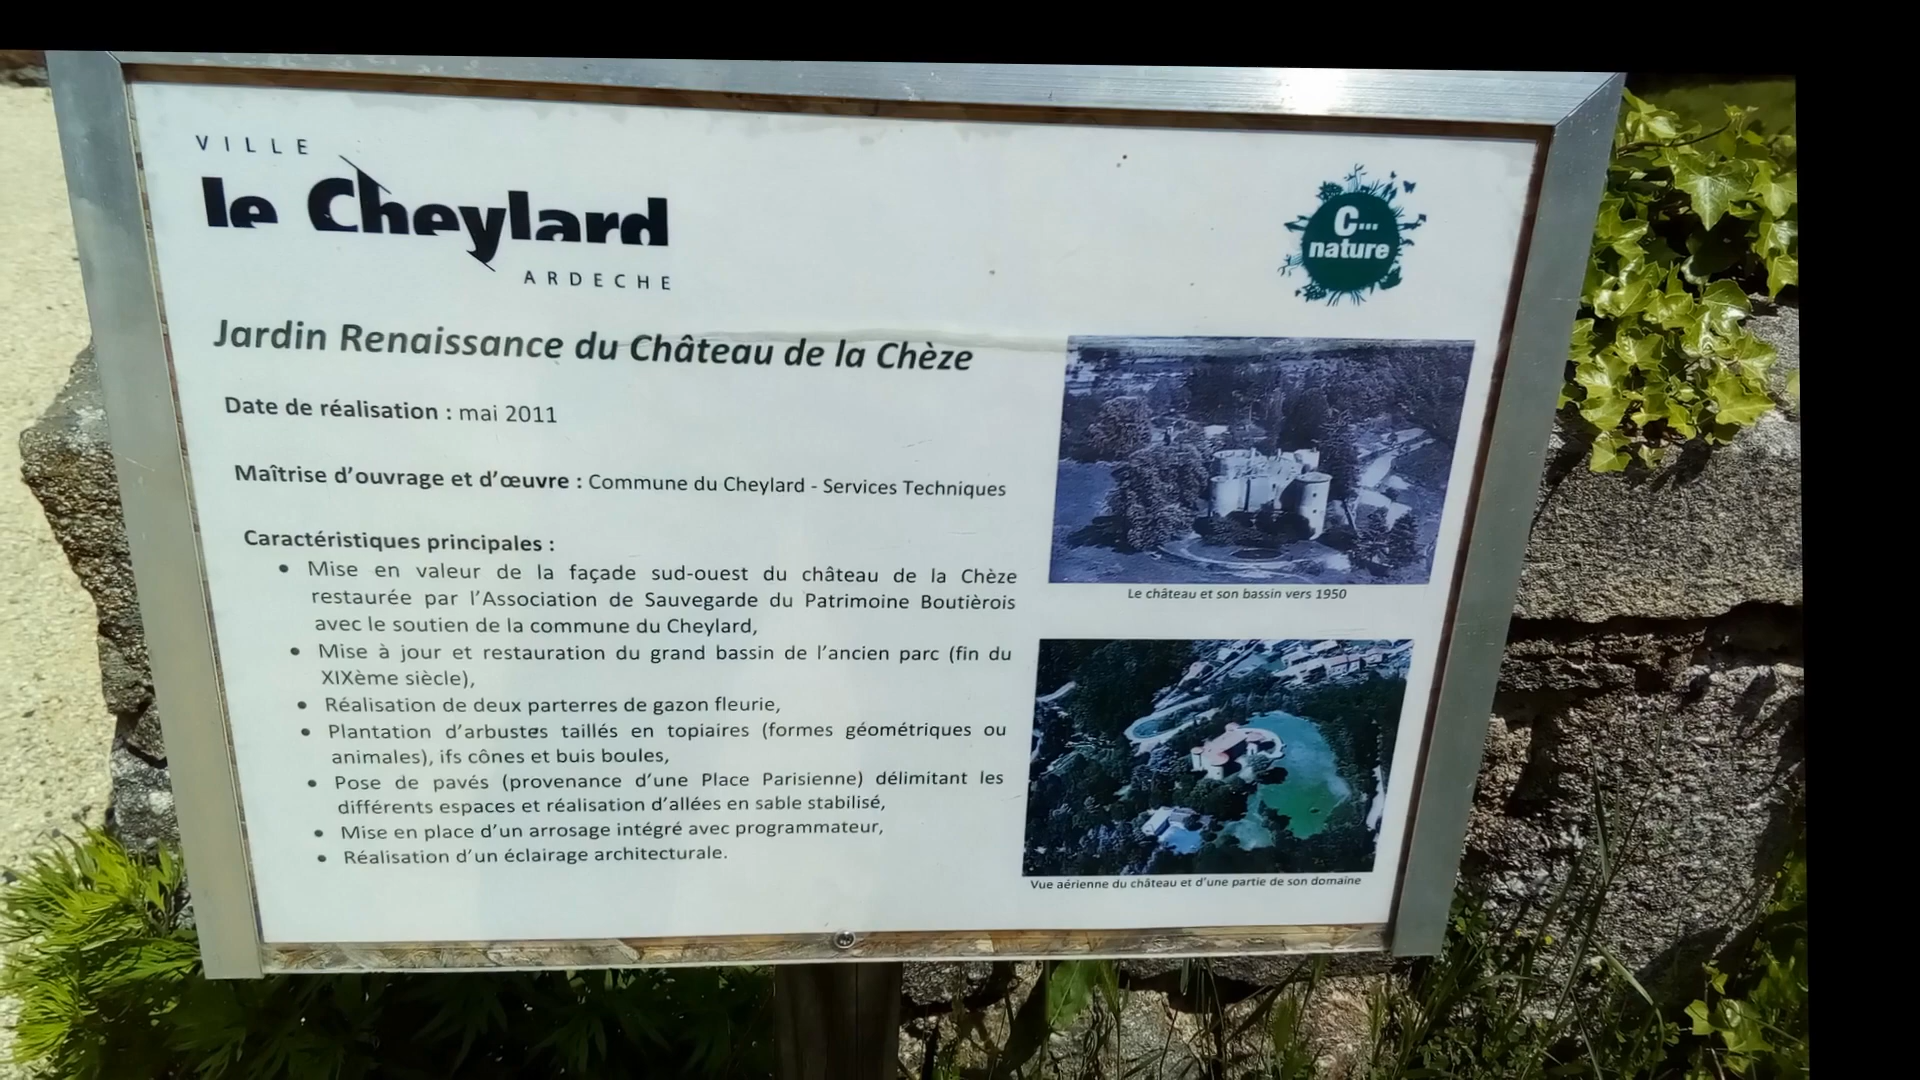 VILLE
le Cheylard
ARDECHE
C...
nature
Jardin Renaissance du Château de la Chèze
Date de réalisation : mai 2011
Maîtrise d'ouvrage et d'œuvre : Commune du Cheylard - Services Techniques
Caractéristiques principales :
• Mise en valeur de la façade sud-ouest du château de la Chèze
restaurée par l'Association de Sauvegarde du Patrimoine Boutièrois
avec le soutien de la commune du Cheylard,
• Mise à jour et restauration du grand bassin de l'ancien parc (fin du
XIXème siècle),
• Réalisation de deux parterres de gazon fleurie,
• Plantation d'arbustes taillés en topiaires (formes géométriques ou
animales), ifs cônes et buis boules,
• Pose de pavés (provenance d'une Place Parisienne) délimitant les
différents espaces et réalisation d'allées en sable stabilisé,
• Mise en place d'un arrosage intégré avec programmateur,
• Réalisation d'un éclairage architecturale.
Le château et son bassin vers 1950
Vue aérienne du château et d'une partie de son domaine